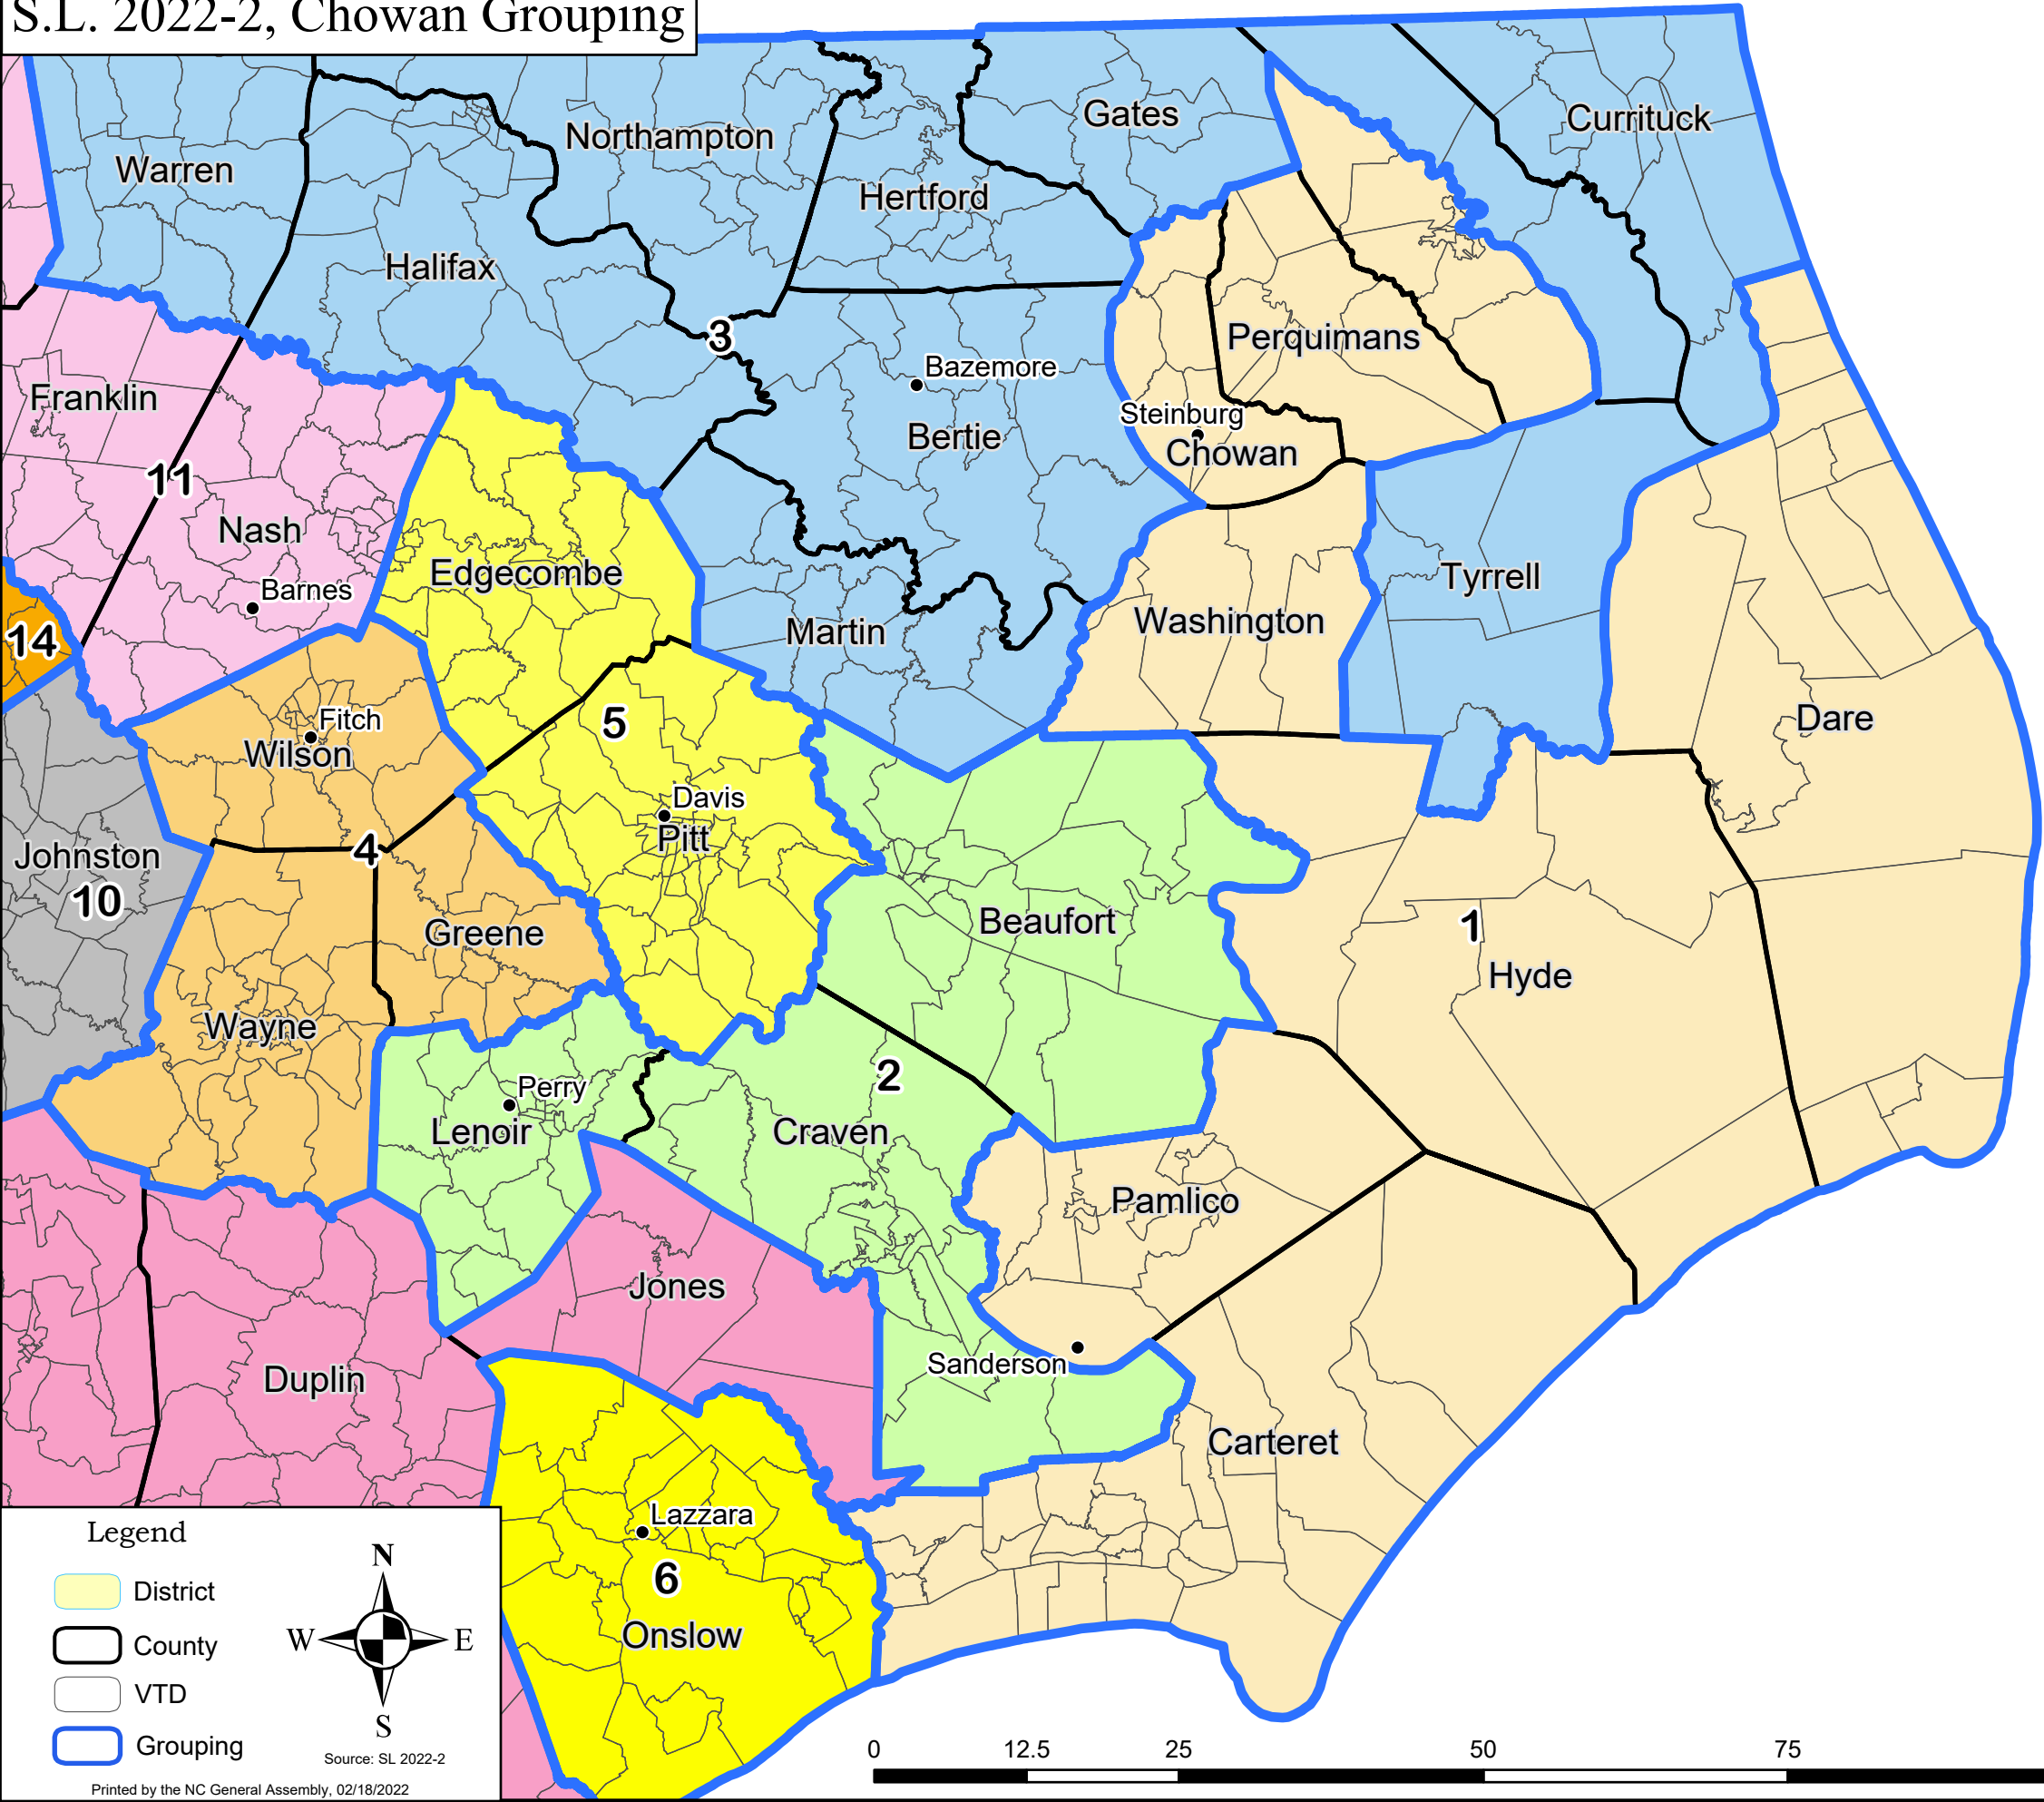 S.L. 2022-2, Chowan Grouping
Gates
Currituck
Northampton
Warren
Hertford
Halifax
3
Perquimans
Bazemore
Franklin
Steinburg
Bertie
Chowan
11
Nash
Edgecombe
Tyrrell
Barnes
Washington
Martin
14
Fitch
5
Dare
Wilson
Davis
Pitt
4
Johnston
10
Beaufort
1
Greene
Hyde
Wayne
2
Perry
Lenoir
Craven
Pamlico
Jones
Sanderson
Duplin
Carteret
Lazzara
6
Onslow
Legend
District
County
VTD
Grouping
N
W
E
S
Source: SL 2022-2
Printed by the NC General Assembly, 02/18/2022
0 12.5 25 50 75